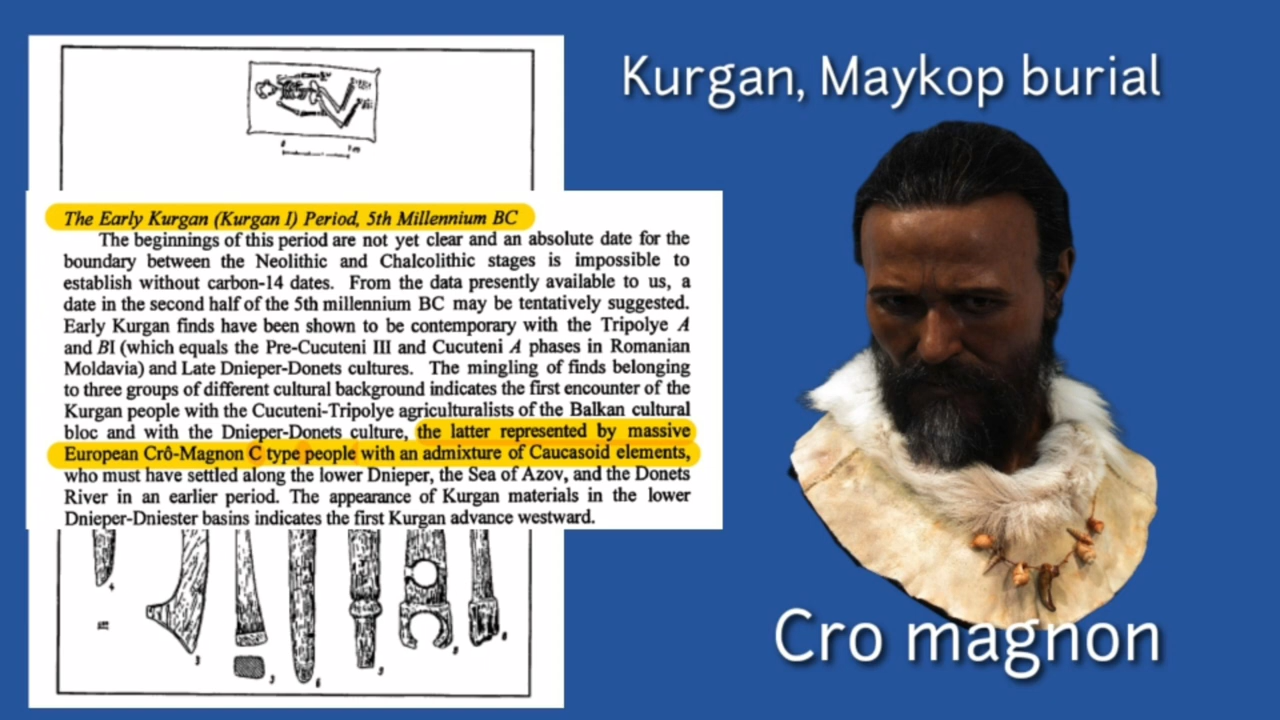 Kurgan, Maykop burial
The Early Kurgan (Kurgan I) Period, 5th Millennium BC
The beginnings of this period are not yet clear and an absolute date for the
boundary between the Neolithic and Chalcolithic stages is impossible to
establish without carbon-14 dates. From the data presently available to us, a
date in the second half of the 5th millennium BC may be tentatively suggested.
Early Kurgan finds have been shown to be contemporary with the Tripolye A
and BI (which equals the Pre-Cucuteni III and Cucuteni A phases in Romanian
Moldavia) and Late Dnieper-Donets cultures. The mingling of finds belonging
to three groups of different cultural background indicates the first encounter of the
Kurgan people with the Cucuteni-Tripolye agriculturalists of the Balkan cultural
bloc and with the Dnieper-Donets culture, the latter represented by massive
European Crô-Magnon C type people with an admixture of Caucasoid elements,
who must have settled along the lower Dnieper, the Sea of Azov, and the Donets
River in an earlier period. The appearance of Kurgan materials in the lower
Dnieper-Dniester basins indicates the first Kurgan advance westward.
Cro magnon